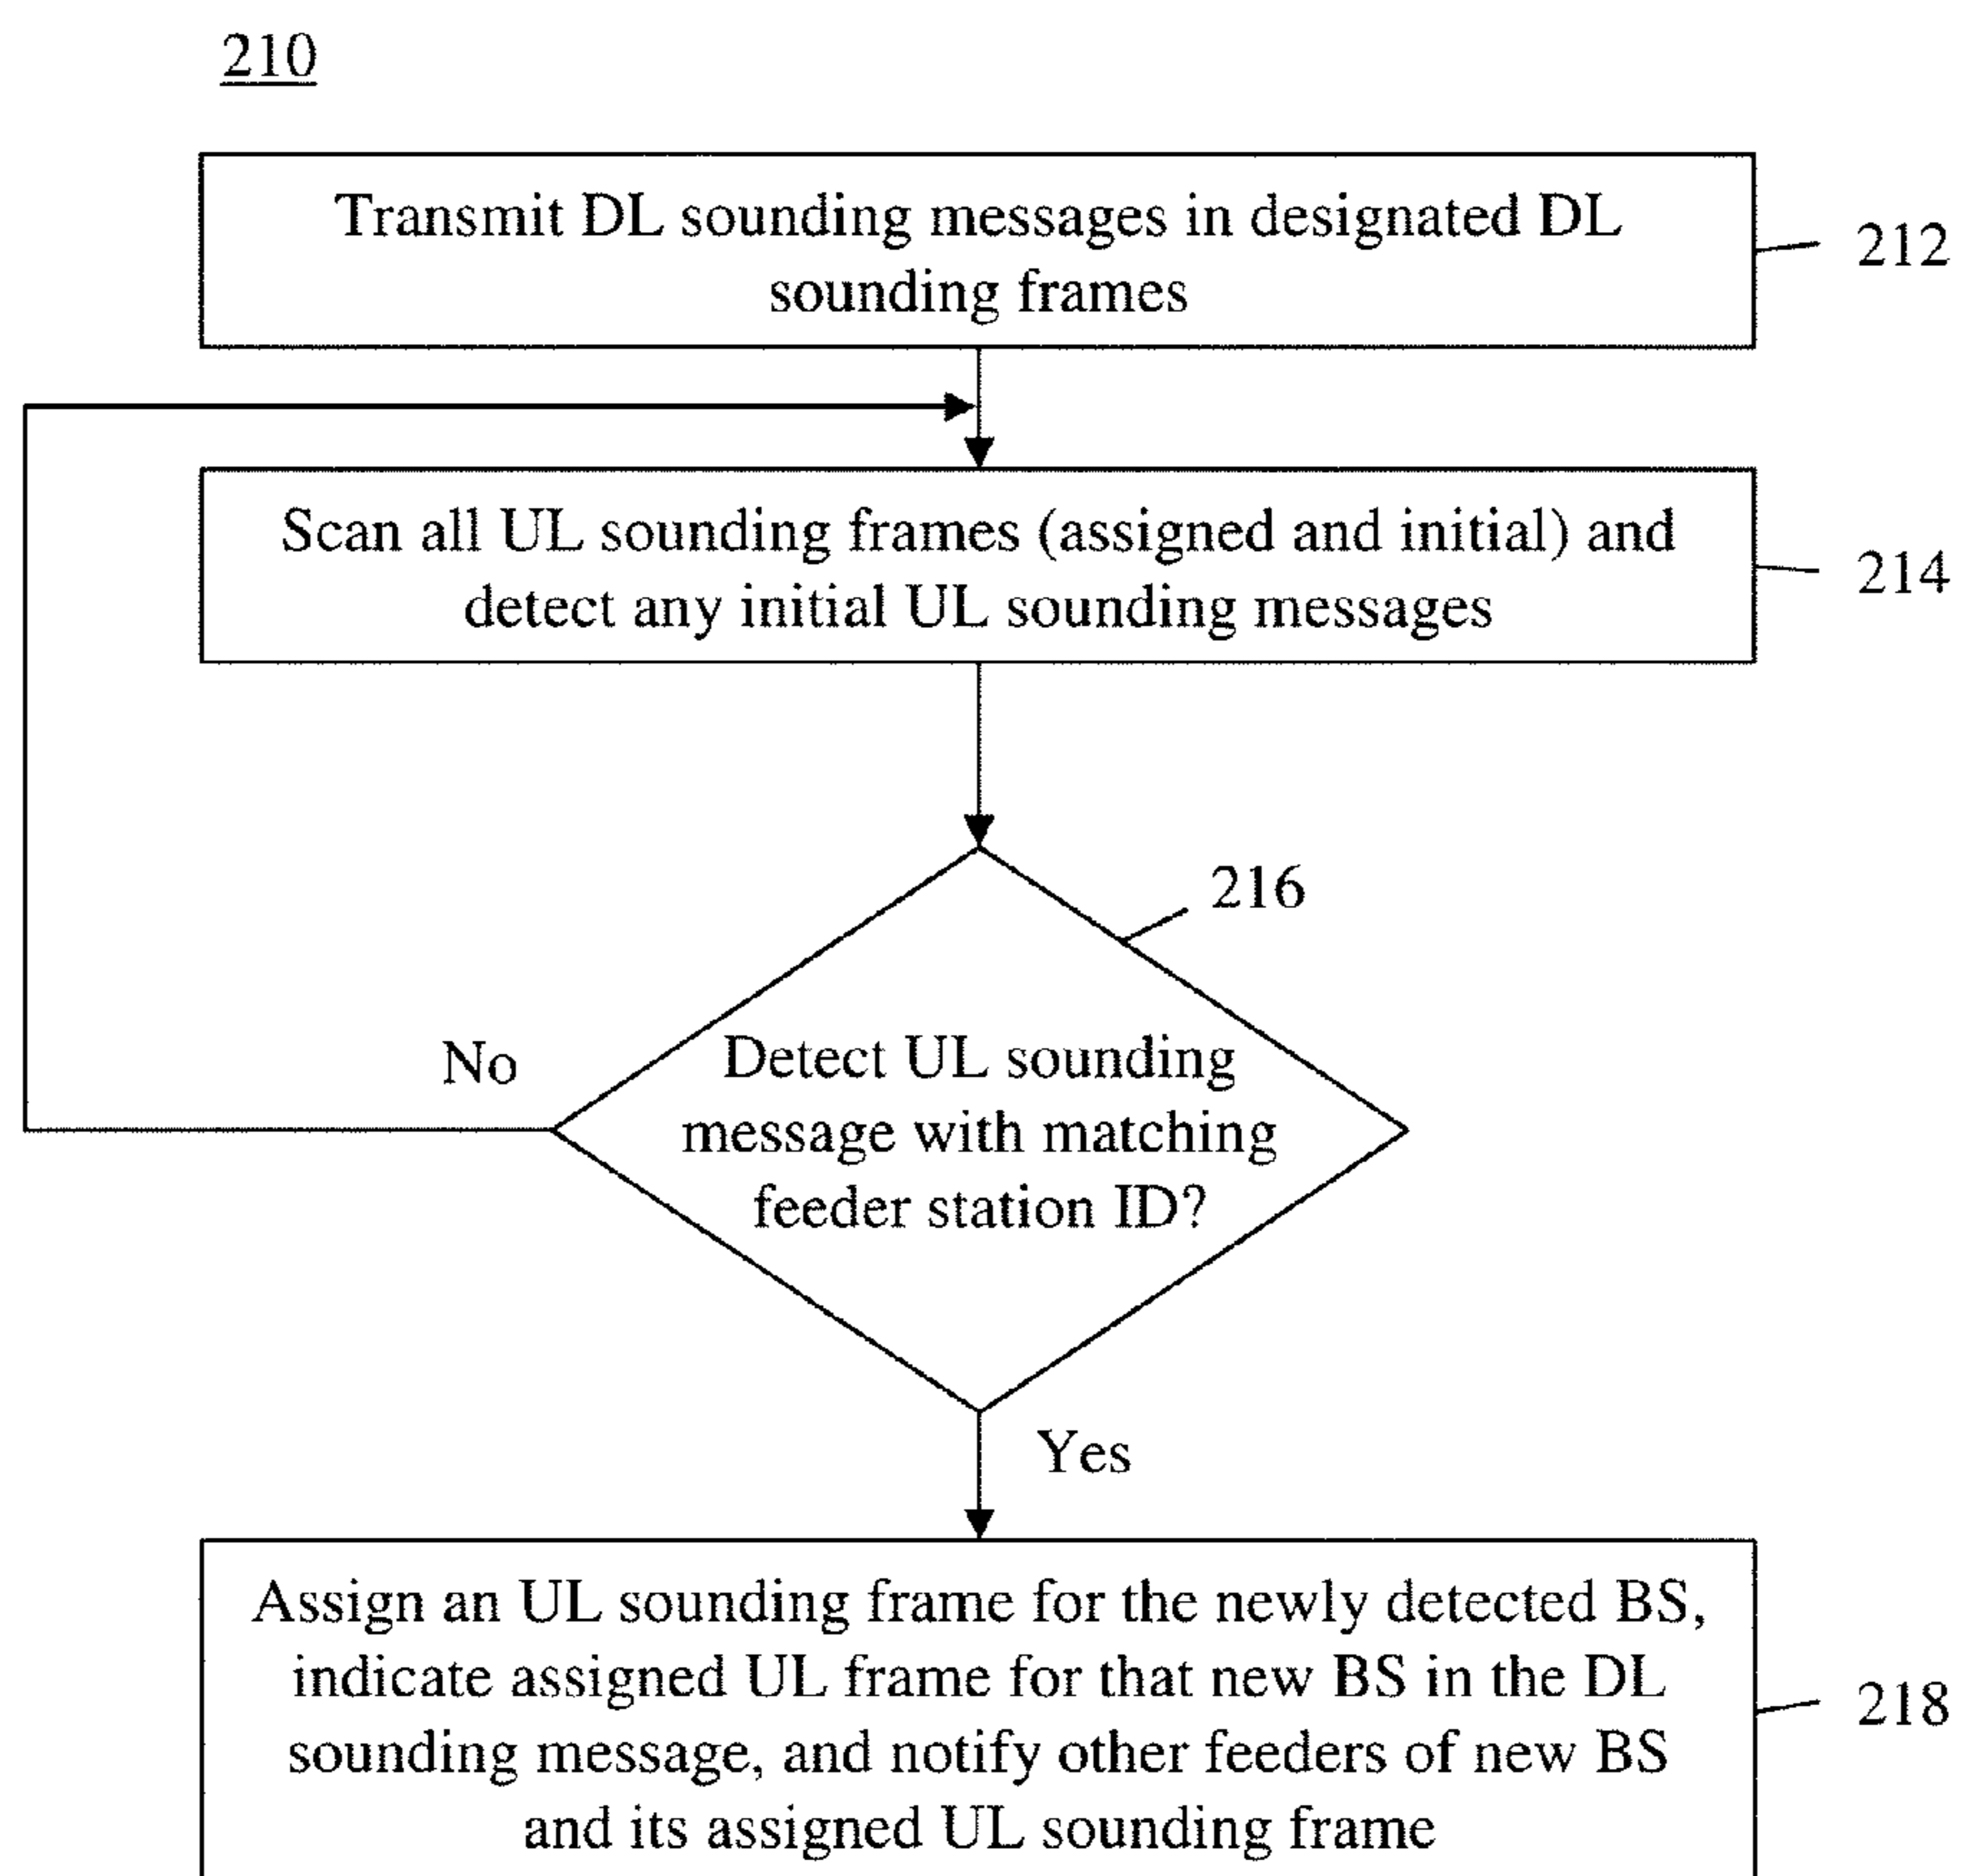 210
Transmit DL sounding messages in designated DL
sounding frames
212
Scan all UL sounding frames (assigned and initial) and
detect any initial UL sounding messages
214
216
Detect UL sounding
message with matching
feeder station ID?
No
Yes
Assign an UL sounding frame for the newly detected BS,
indicate assigned UL frame for that new BS in the DL
sounding message, and notify other feeders of new BS
and its assigned UL sounding frame
218